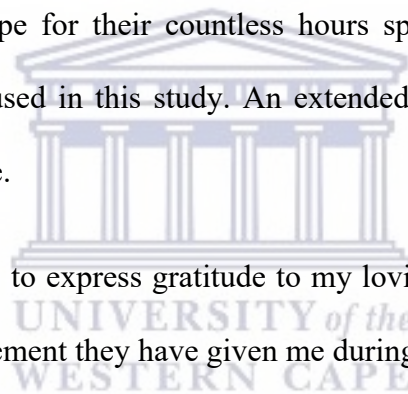 ope for their countless hours sp
used in this study. An extended
e.
to express gratitude to my lovi
UNIVERSITY of the
ement they have given me during
WESTERN CAPE